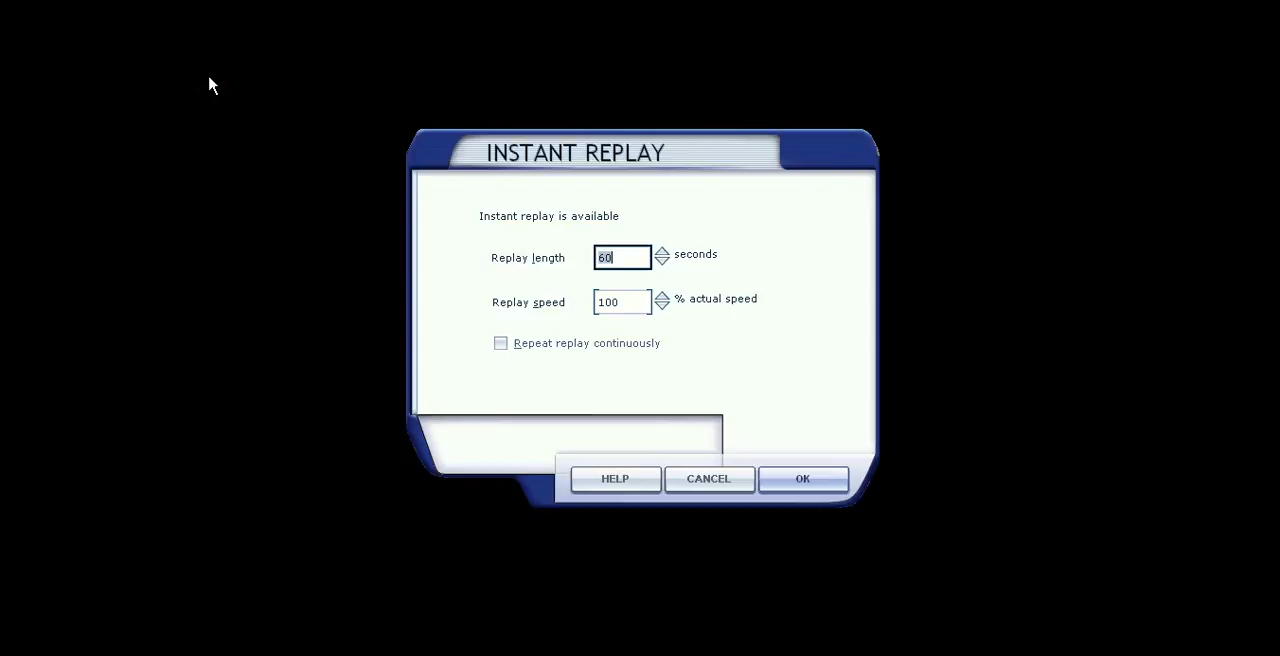 INSTANT REPLAY
Instant replay is available
Replay length 60 seconds
Replay speed 100 % actual speed
Repeat replay continuously
HELP CANCEL OK